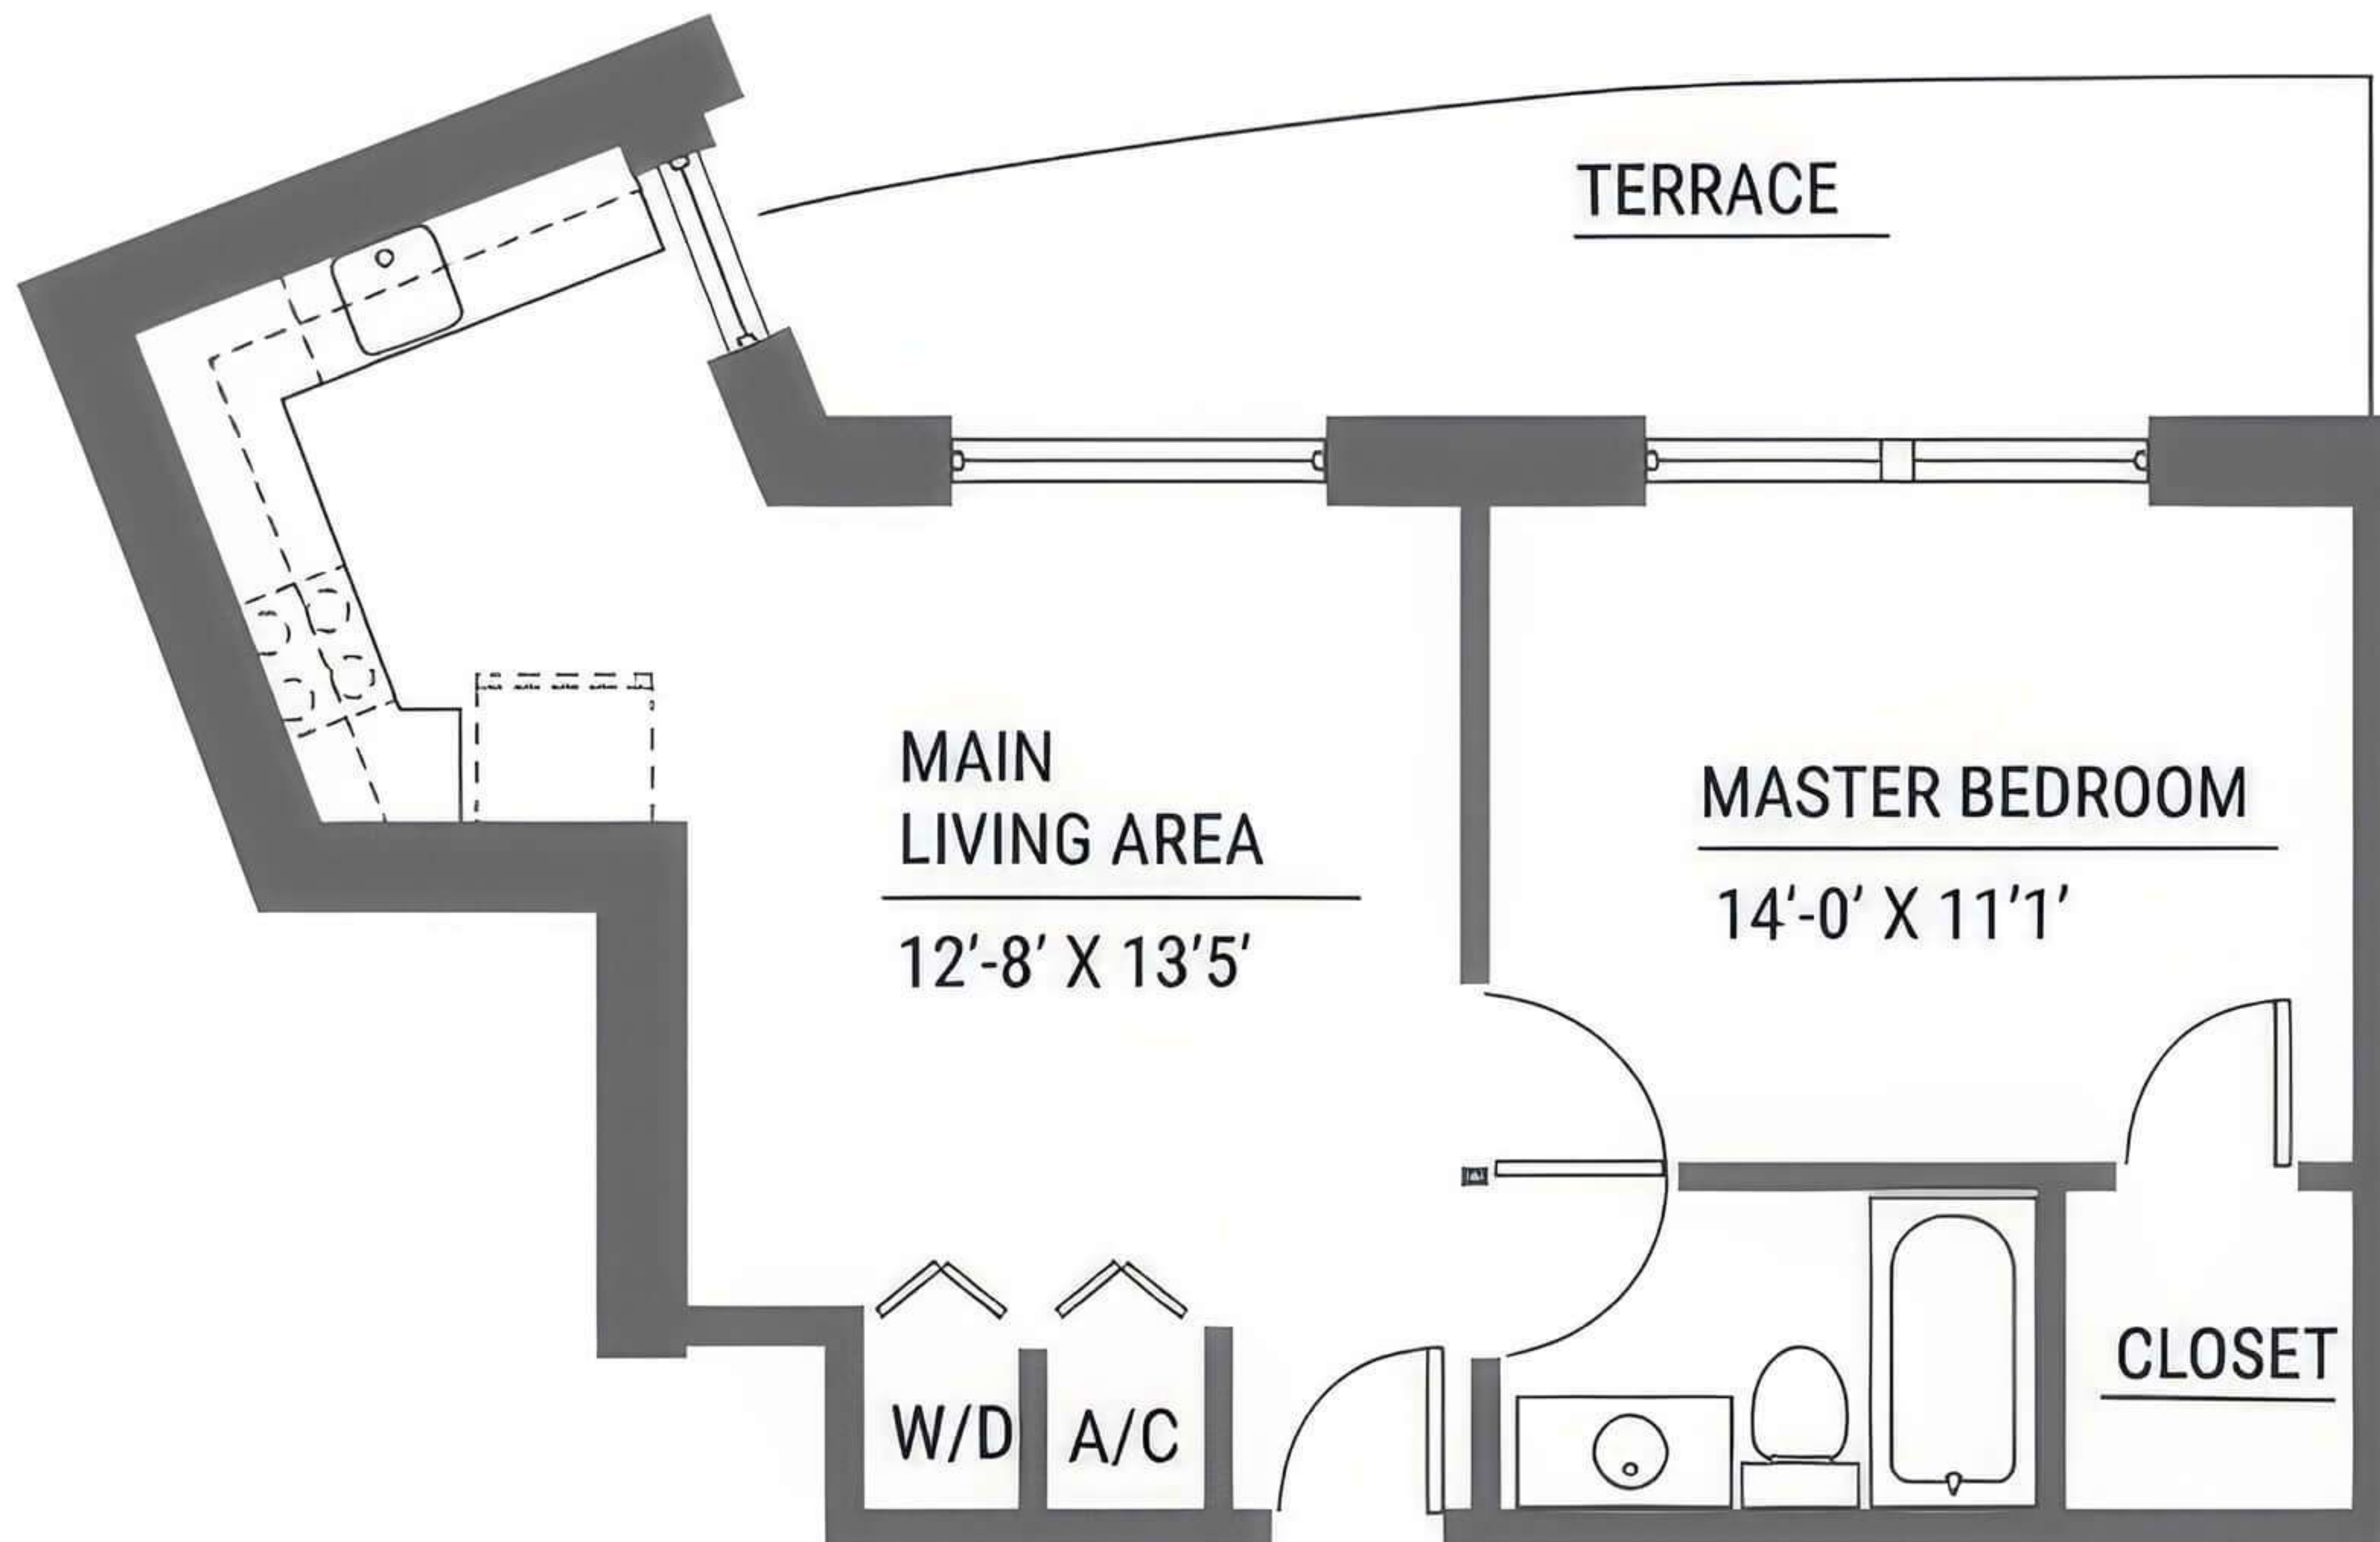 TERRACE
MAIN
LIVING AREA
12'-8' X 13'5'
MASTER BEDROOM
14'-0' X 11'1'
W/D
A/C
CLOSET